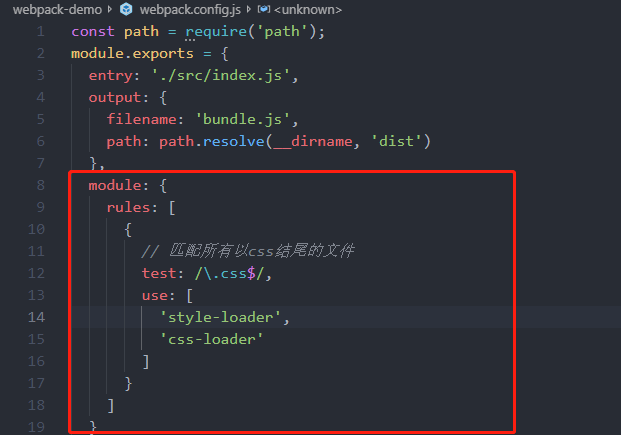 webpack-demo > webpack.config.js > <unknown>
1 const path = require('path');
2 module.exports = {
3 entry: './src/index.js',
4 output: {
5 filename: 'bundle.js',
6 path: path.resolve(__dirname, 'dist')
7 },
8 module: {
9 rules: [
10 {
11 // 匹配所有以css结尾的文件
12 test: /\.css$/,
13 use: [
14 'style-loader',
15 'css-loader'
16 ]
17 }
18 ]
19 }